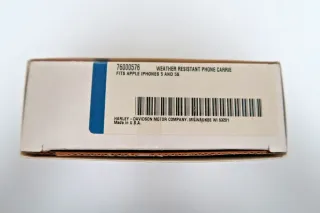 76000576 WEATHER RESISTANT PHONE CARRIE
FITS APPLE IPHONES 5 AND 5S
HARLEY - DAVIDSON MOTOR COMPANY, MILWAUKEE WI 53201
Made in U.S.A.